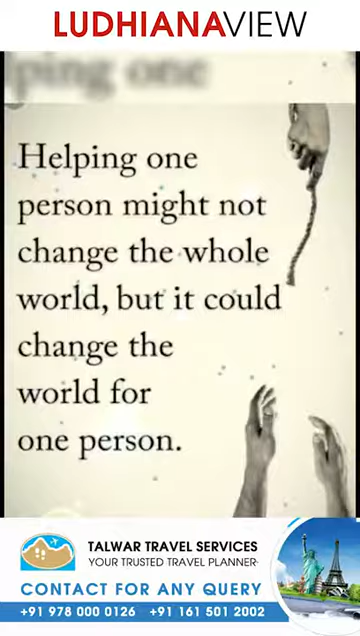 LUDHIANAVIEW
ping one
Helping one
person might not
change the whole
world, but it could
change the
world for
one person.
TALWAR TRAVEL SERVICES
YOUR TRUSTED TRAVEL PLANNER
CONTACT FOR ANY QUERY
+91 978 000 0126 +91 161 501 2002